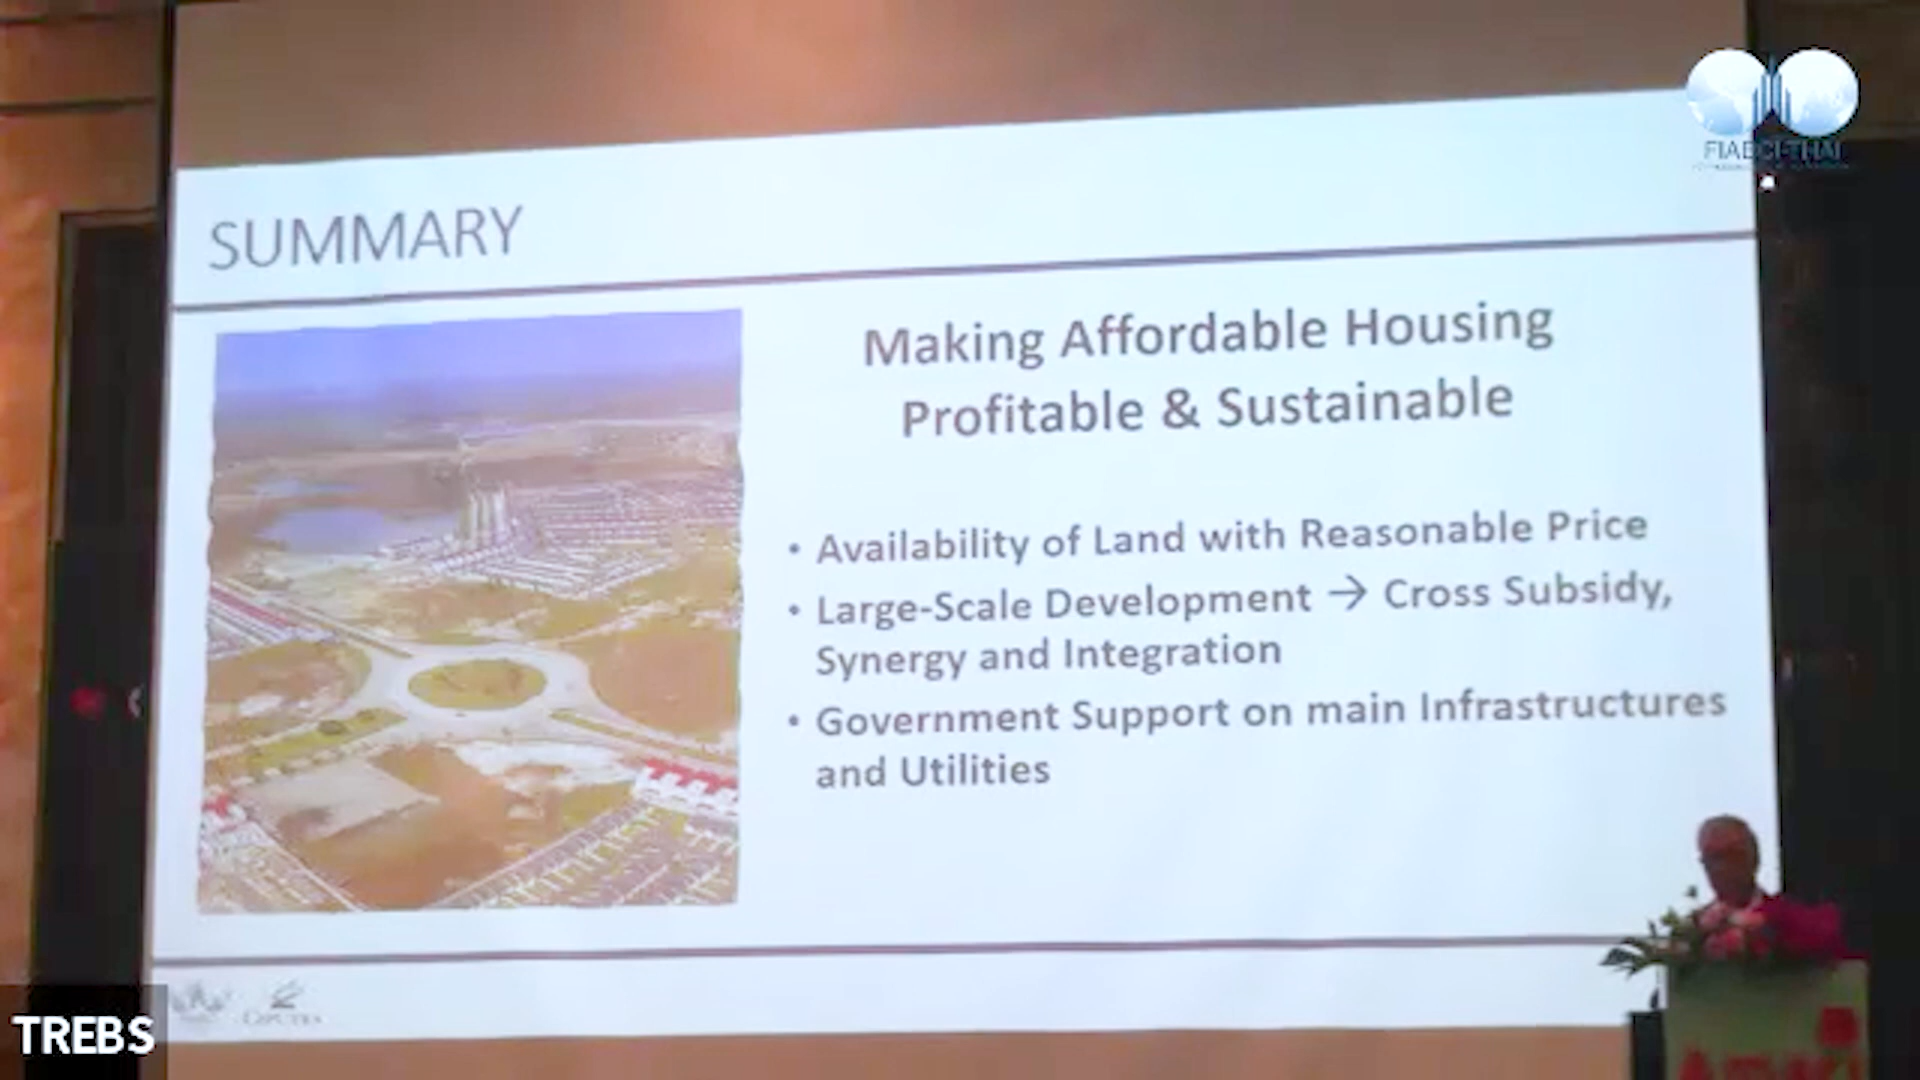 FIABCI-THAI
SUMMARY
Making Affordable Housing
Profitable & Sustainable
• Availability of Land with Reasonable Price
• Large-Scale Development → Cross Subsidy,
Synergy and Integration
• Government Support on main Infrastructures
and Utilities
TREBS